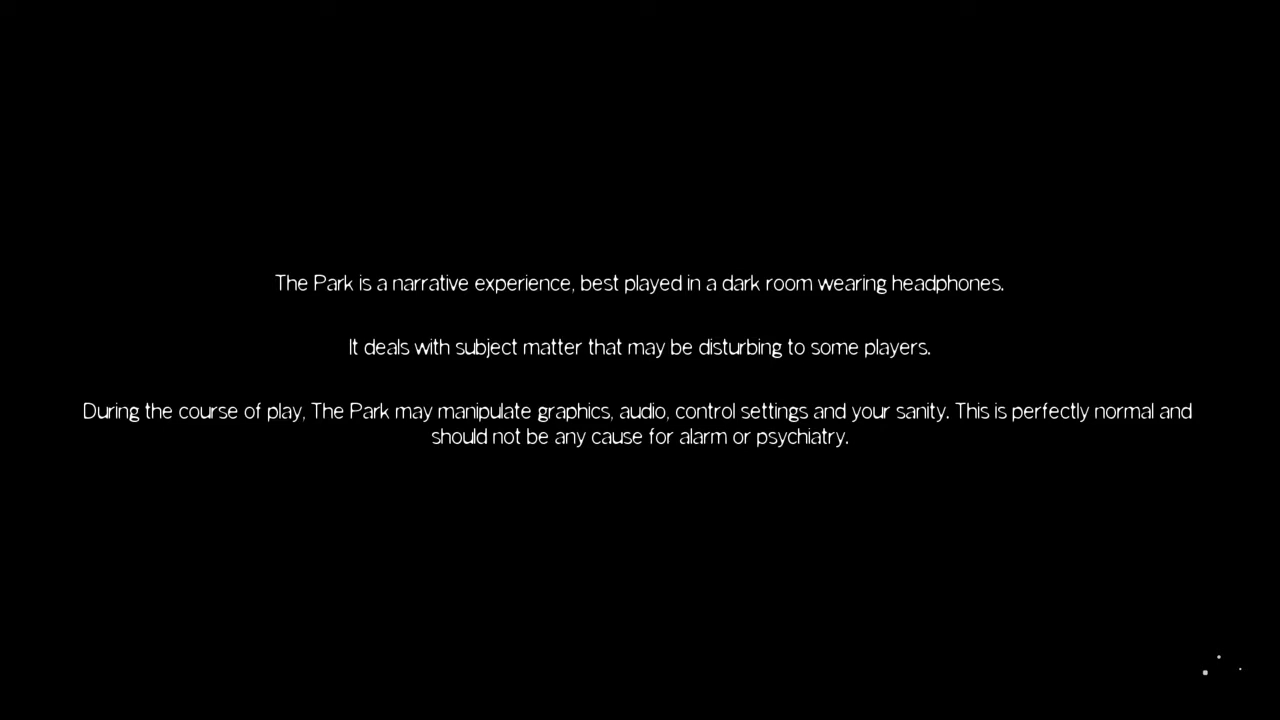 The Park is a narrative experience, best played in a dark room wearing headphones.
It deals with subject matter that may be disturbing to some players.
During the course of play, The Park may manipulate graphics, audio, control settings and your sanity. This is perfectly normal and
should not be any cause for alarm or psychiatry.